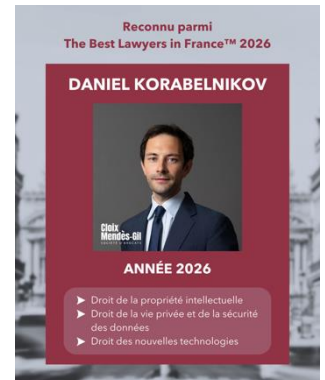 Reconnu parmi
The Best Lawyers in France™ 2026
DANIEL KORABELNIKOV
Cloix
Mendès-Gil
ANNÉE 2026
➤ Droit de la propriété intellectuelle
➤ Droit de la vie privée et de la sécurité
des données
➤ Droit des nouvelles technologies